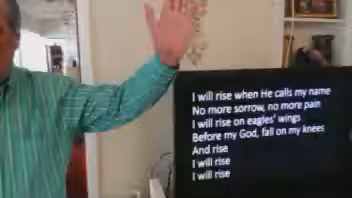 I will rise when He calls my name
No more sorrow, no more pain
I will rise on eagles' wings
Before my God, fall on my knees
And rise
I will rise
I will rise